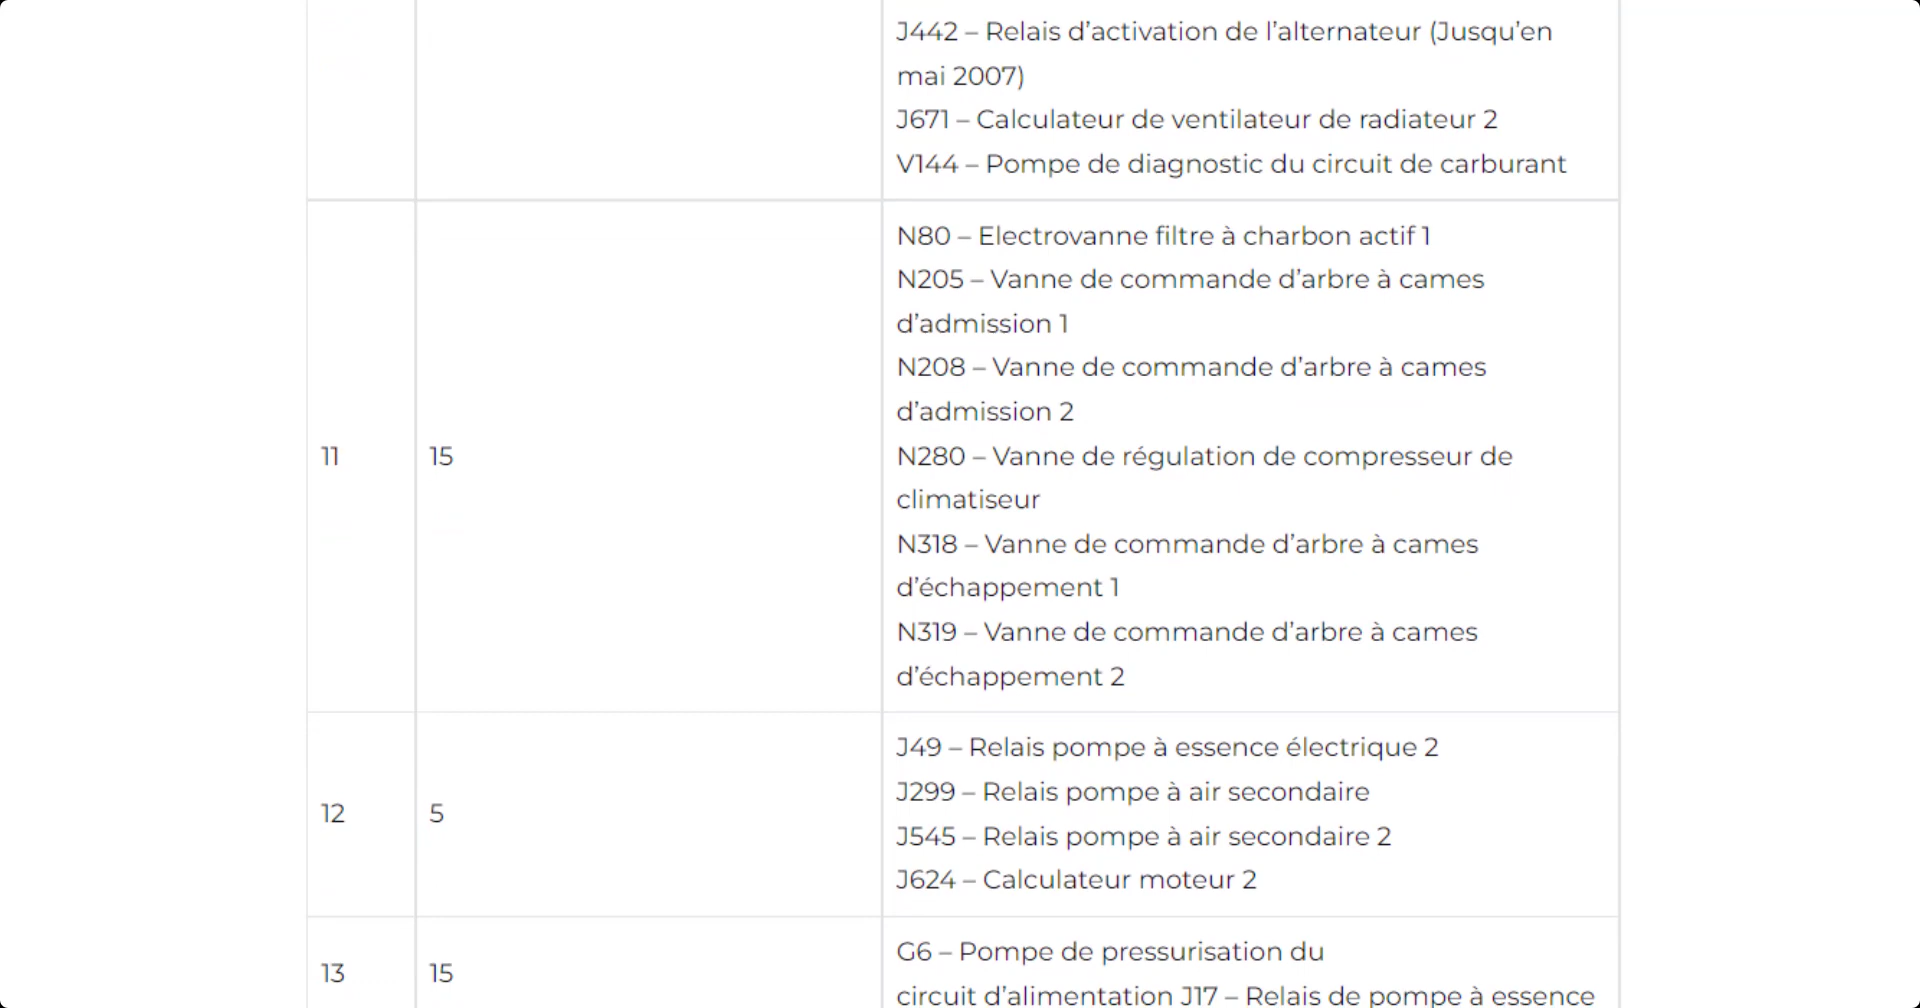 J442 – Relais d’activation de l’alternateur (Jusqu’en
mai 2007)
J671 – Calculateur de ventilateur de radiateur 2
V144 – Pompe de diagnostic du circuit de carburant
11
15
N80 – Electrovanne filtre à charbon actif 1
N205 – Vanne de commande d’arbre à cames
d’admission 1
N208 – Vanne de commande d’arbre à cames
d’admission 2
N280 – Vanne de régulation de compresseur de
climatiseur
N318 – Vanne de commande d’arbre à cames
d’échappement 1
N319 – Vanne de commande d’arbre à cames
d’échappement 2
12
5
J49 – Relais pompe à essence électrique 2
J299 – Relais pompe à air secondaire
J545 – Relais pompe à air secondaire 2
J624 – Calculateur moteur 2
13
15
G6 – Pompe de pressurisation du
circuit d’alimentation J17 – Relais de pompe à essence